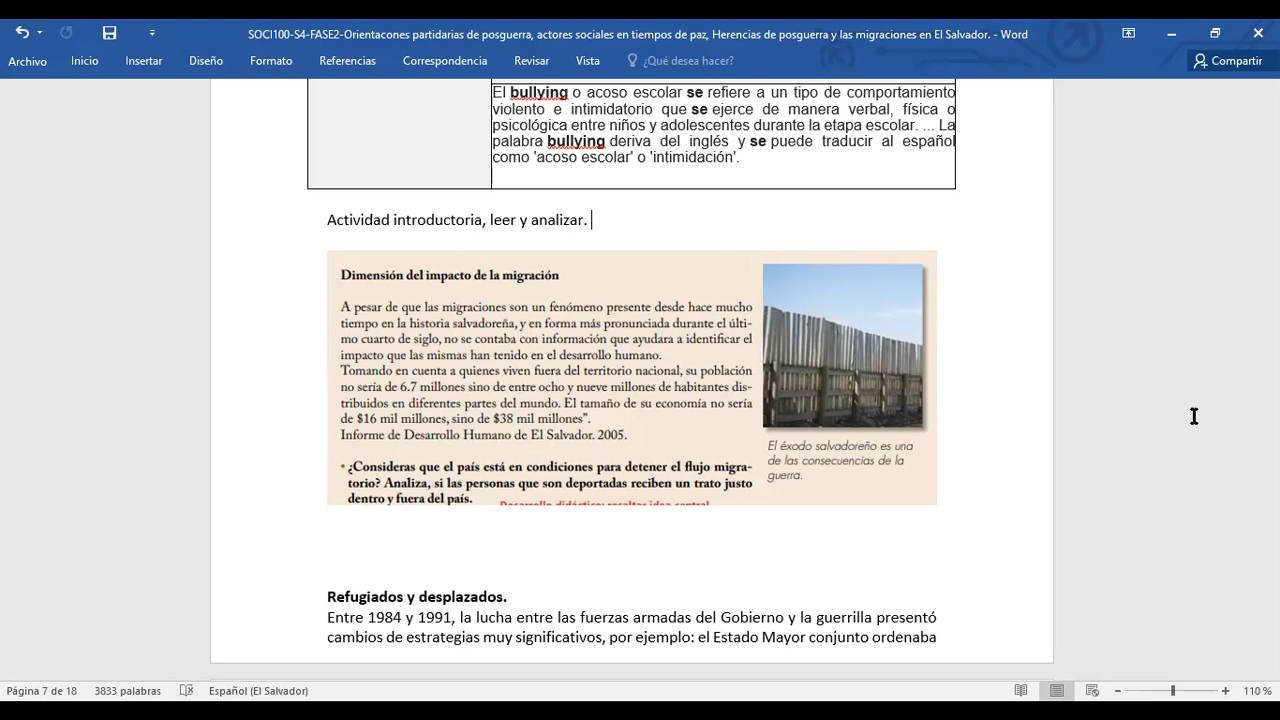 SOCI100-S4-FASE2-Orientacones partidarias de posguerra, actores sociales en tiempos de paz, Herencias de posguerra y las migraciones en El Salvador. - Word
Archivo Inicio Insertar Diseño Formato Referencias Correspondencia Revisar Vista ¿Qué desea hacer? Compartir
El bullying o acoso escolar se refiere a un tipo de comportamiento
violento e intimidatorio que se ejerce de manera verbal, física o
psicológica entre niños y adolescentes durante la etapa escolar. ... La
palabra bullying deriva del inglés y se puede traducir al español
como 'acoso escolar' o 'intimidación'.
Actividad introductoria, leer y analizar.
Dimensión del impacto de la migración
A pesar de que las migraciones son un fenómeno presente desde hace mucho
tiempo en la historia salvadoreña, y en forma más pronunciada durante el últi-
mo cuarto de siglo, no se contaba con información que ayudara a identificar el
impacto que las mismas han tenido en el desarrollo humano.
Tomando en cuenta a quienes viven fuera del territorio nacional, su población
no sería de 6.7 millones sino de entre ocho y nueve millones de habitantes dis-
tribuidos en diferentes partes del mundo. El tamaño de su economía no sería
de $16 mil millones, sino de $38 mil millones”.
Informe de Desarrollo Humano de El Salvador. 2005.
• ¿Consideras que el país está en condiciones para detener el flujo migra-
torio? Analiza, si las personas que son deportadas reciben un trato justo
dentro y fuera del país.
Desarrollo didáctico: resaltar idea central
El éxodo salvadoreño es una
de las consecuencias de la
guerra.
Refugiados y desplazados.
Entre 1984 y 1991, la lucha entre las fuerzas armadas del Gobierno y la guerrilla presentó
cambios de estrategias muy significativos, por ejemplo: el Estado Mayor conjunto ordenaba
Página 7 de 18 3833 palabras Español (El Salvador) 110 %